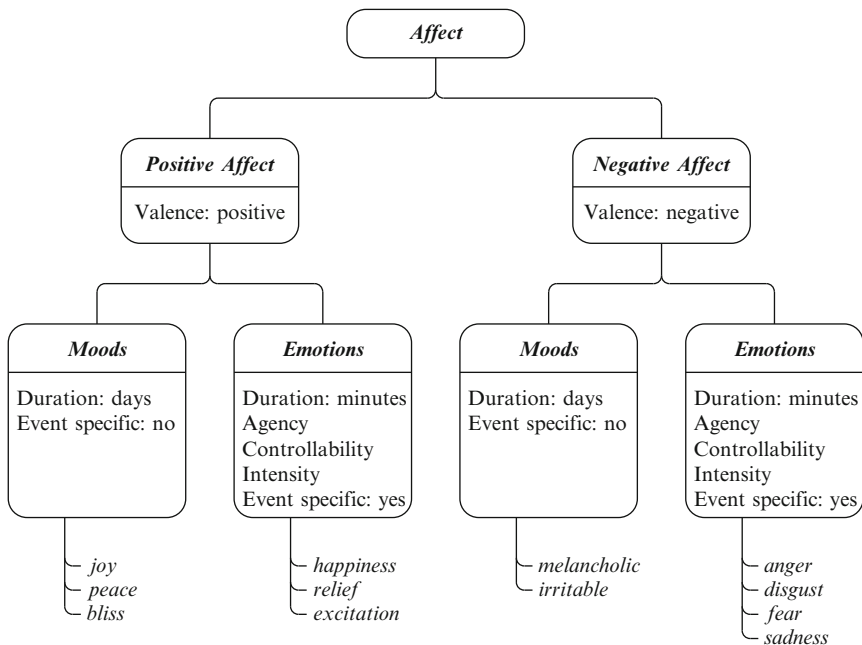 Affect
Positive Affect
Valence: positive
Negative Affect
Valence: negative
Moods
Duration: days
Event specific: no
Emotions
Duration: minutes
Agency
Controllability
Intensity
Event specific: yes
Moods
Duration: days
Event specific: no
Emotions
Duration: minutes
Agency
Controllability
Intensity
Event specific: yes
joy
peace
bliss
happiness
relief
excitation
melancholic
irritable
anger
disgust
fear
sadness